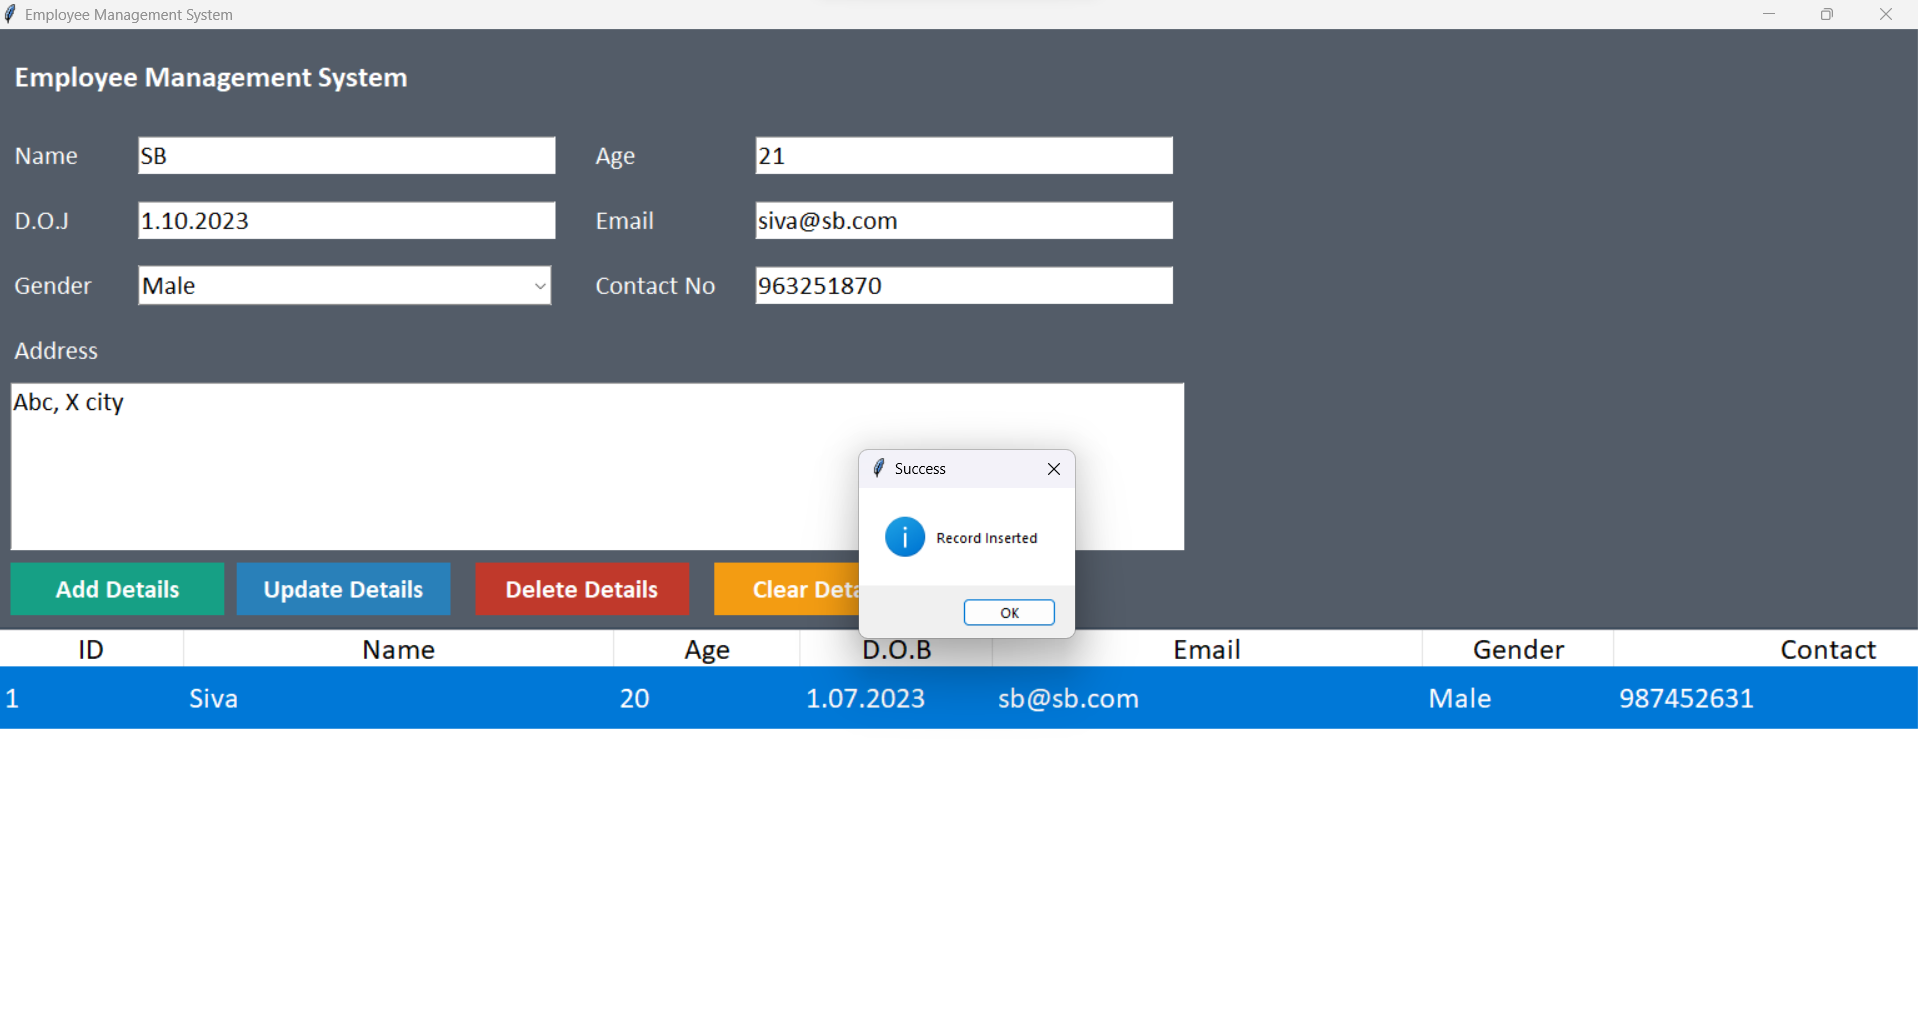 Employee Management System
Employee Management System
Name SB Age 21
D.O.J 1.10.2023 Email siva@sb.com
Gender Male Contact No 963251870
Address
Abc, X city
Success
Record Inserted
OK
Add Details Update Details Delete Details Clear
ID Name Age D.O.B Email Gender Contact
1 Siva 20 1.07.2023 sb@sb.com Male 987452631